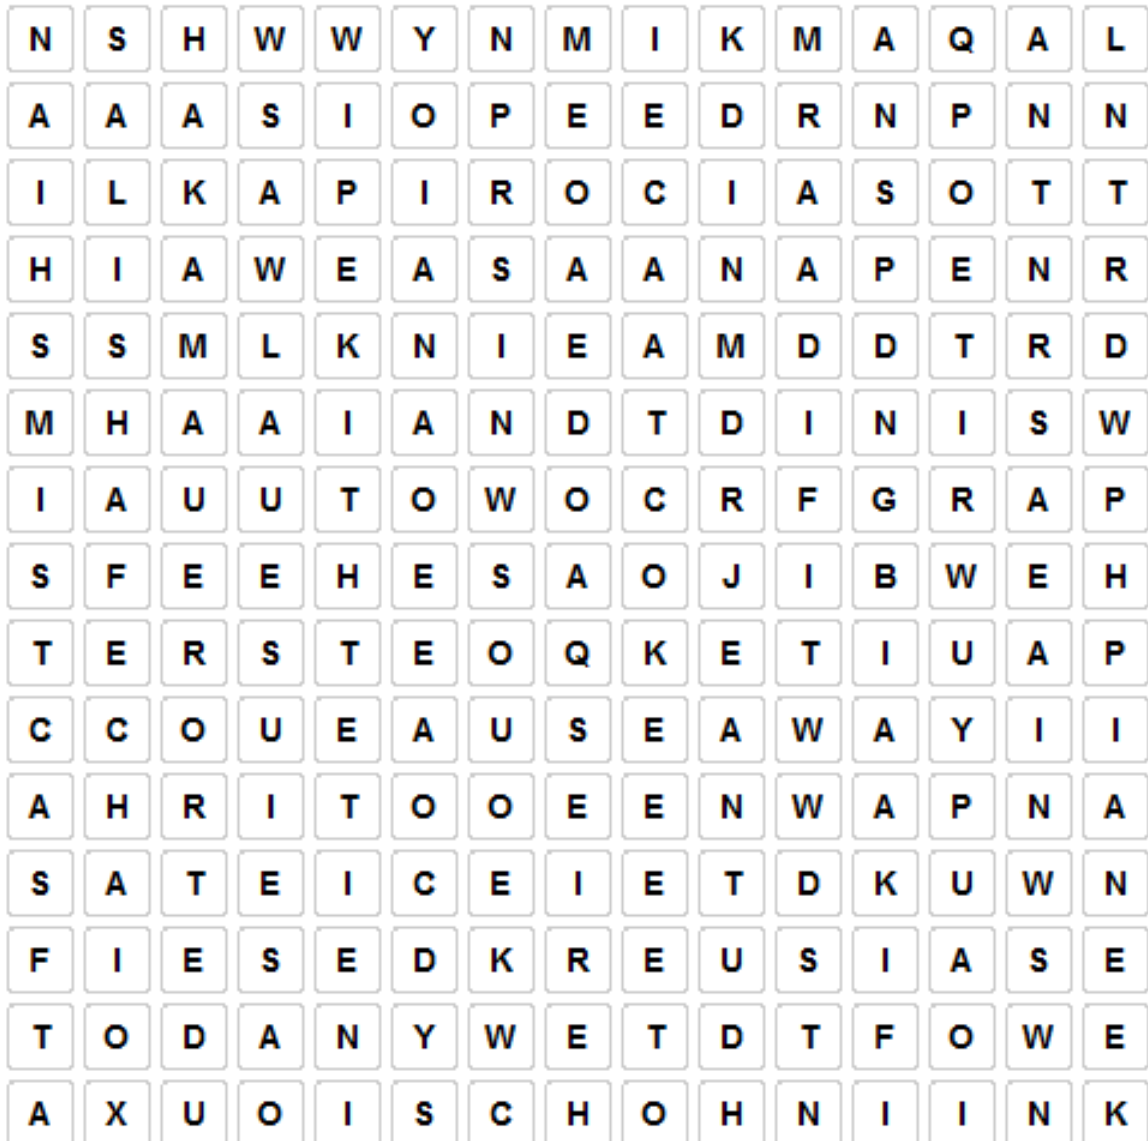 N S H W W Y N M I K M A Q A L
A A A S I O P E E D R N P N N
I L K A P I R O C I A S O T T
H I A W E A S A A N A P E N R
S S M L K N I E A M D D T R D
M H A A I A N D T D I N I S W
I A U U T O W O C R F G R A P
S F E E H E S A O J I B W E H
T E R S T E O Q K E T I U A P
C C O U E A U S E A W A Y I I
A H R I T O O E E N W A P N A
S A T E I C E I E T D K U W N
F I E S E D K R E U S I A S E
T O D A N Y W E T D T F O W E
A X U O I S C H O H N I I N K